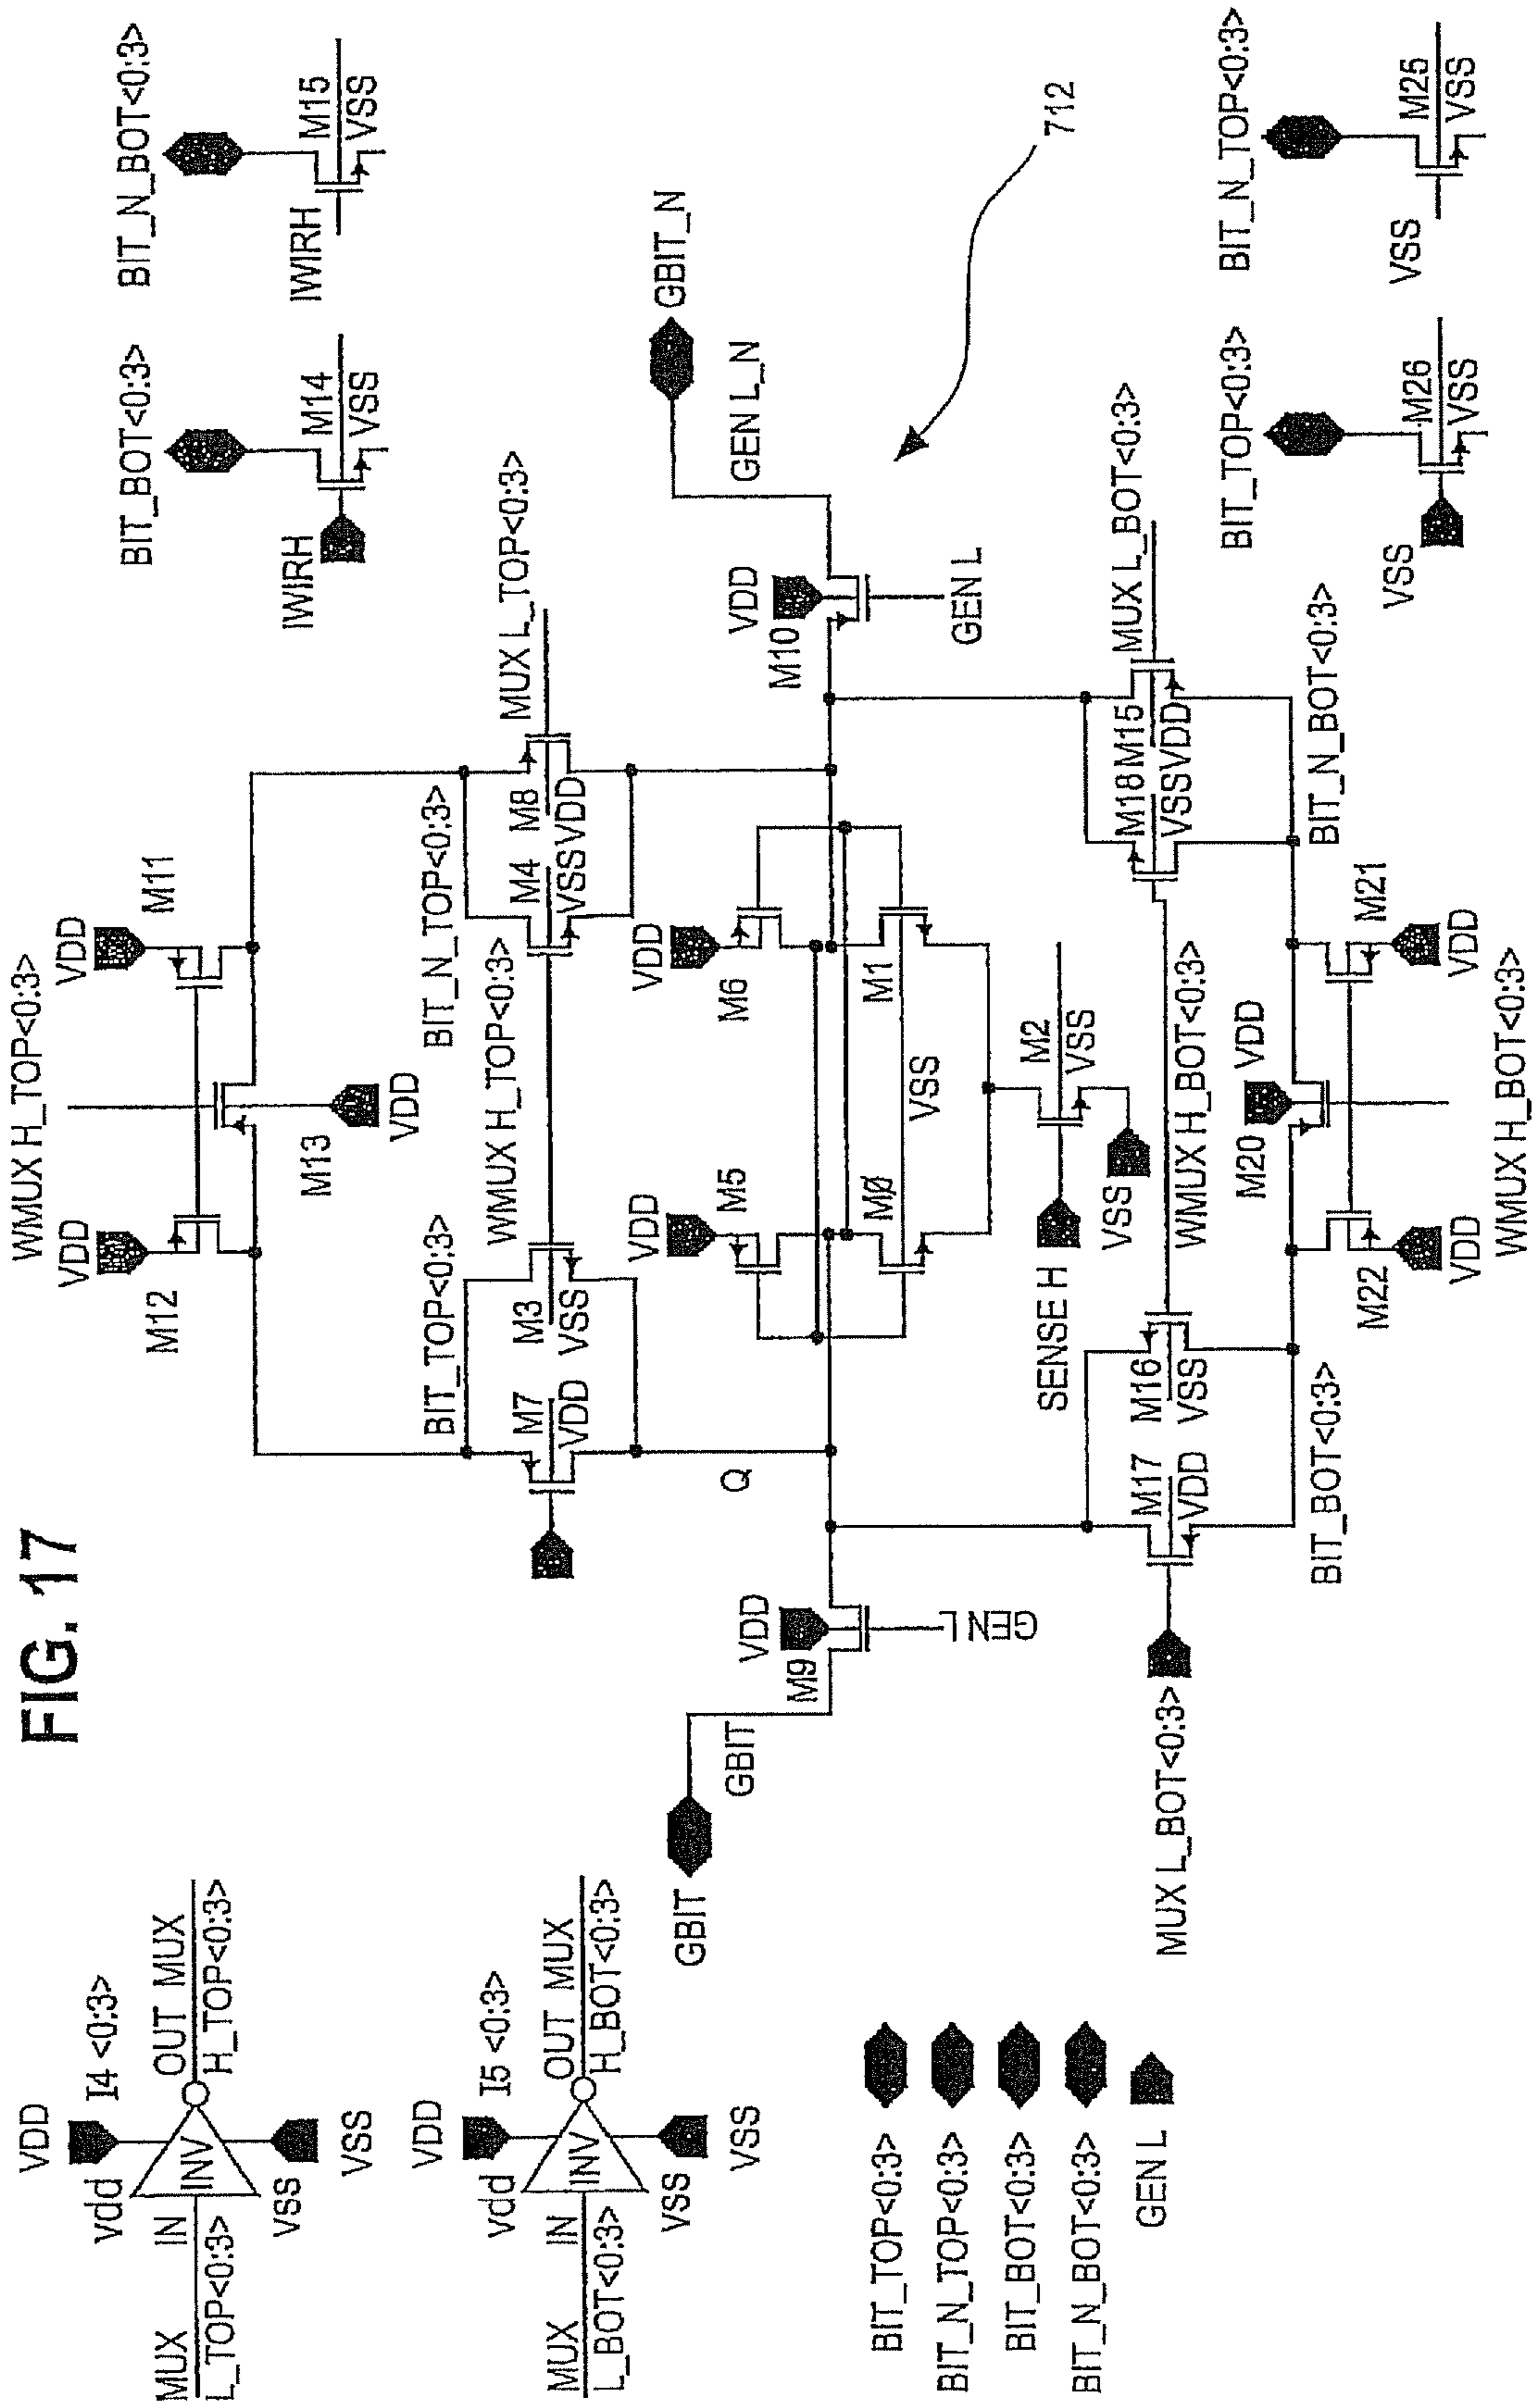 FIG. 17
VDD
I4 <0:3>
vdd
MUX
IN
INV
OUT MUX
L_TOP<0:3>
H_TOP<0:3>
VSS
VSS
VDD
I5 <0:3>
vdd
MUX
IN
INV
OUT MUX
L_BOT<0:3>
H_BOT<0:3>
VSS
VSS
BIT_TOP<0:3>
BIT_N_TOP<0:3>
BIT_BOT<0:3>
BIT_N_BOT<0:3>
GEN L
WMUX H_TOP<0:3>
VDD
VDD
M12
M11
M13
VDD
BIT_TOP<0:3>
BIT_N_TOP<0:3>
WMUX H_TOP<0:3>
MUX L_TOP<0:3>
M7
VDD
M3
VSS
M4
VSS
M8
VDD
Q
VDD
M5
VDD
M6
MØ
M1
VSS
GBIT
GBIT
M9
VDD
GEN L
M10
VDD
GEN L
GEN L_N
GBIT_N
712
SENSE H
M2
VSS
VSS
WMUX H_BOT<0:3>
MUX L_BOT<0:3>
MUX L_BOT<0:3>
M17
VDD
M16
VSS
M18
VSS
M15
VDD
BIT_BOT<0:3>
BIT_N_BOT<0:3>
M20
VDD
M22
VDD
M21
VDD
WMUX H_BOT<0:3>
BIT_BOT<0:3>
IWIRH
M14
VSS
BIT_N_BOT<0:3>
IWIRH
M15
VSS
BIT_TOP<0:3>
VSS
M26
VSS
BIT_N_TOP<0:3>
VSS
M25
VSS